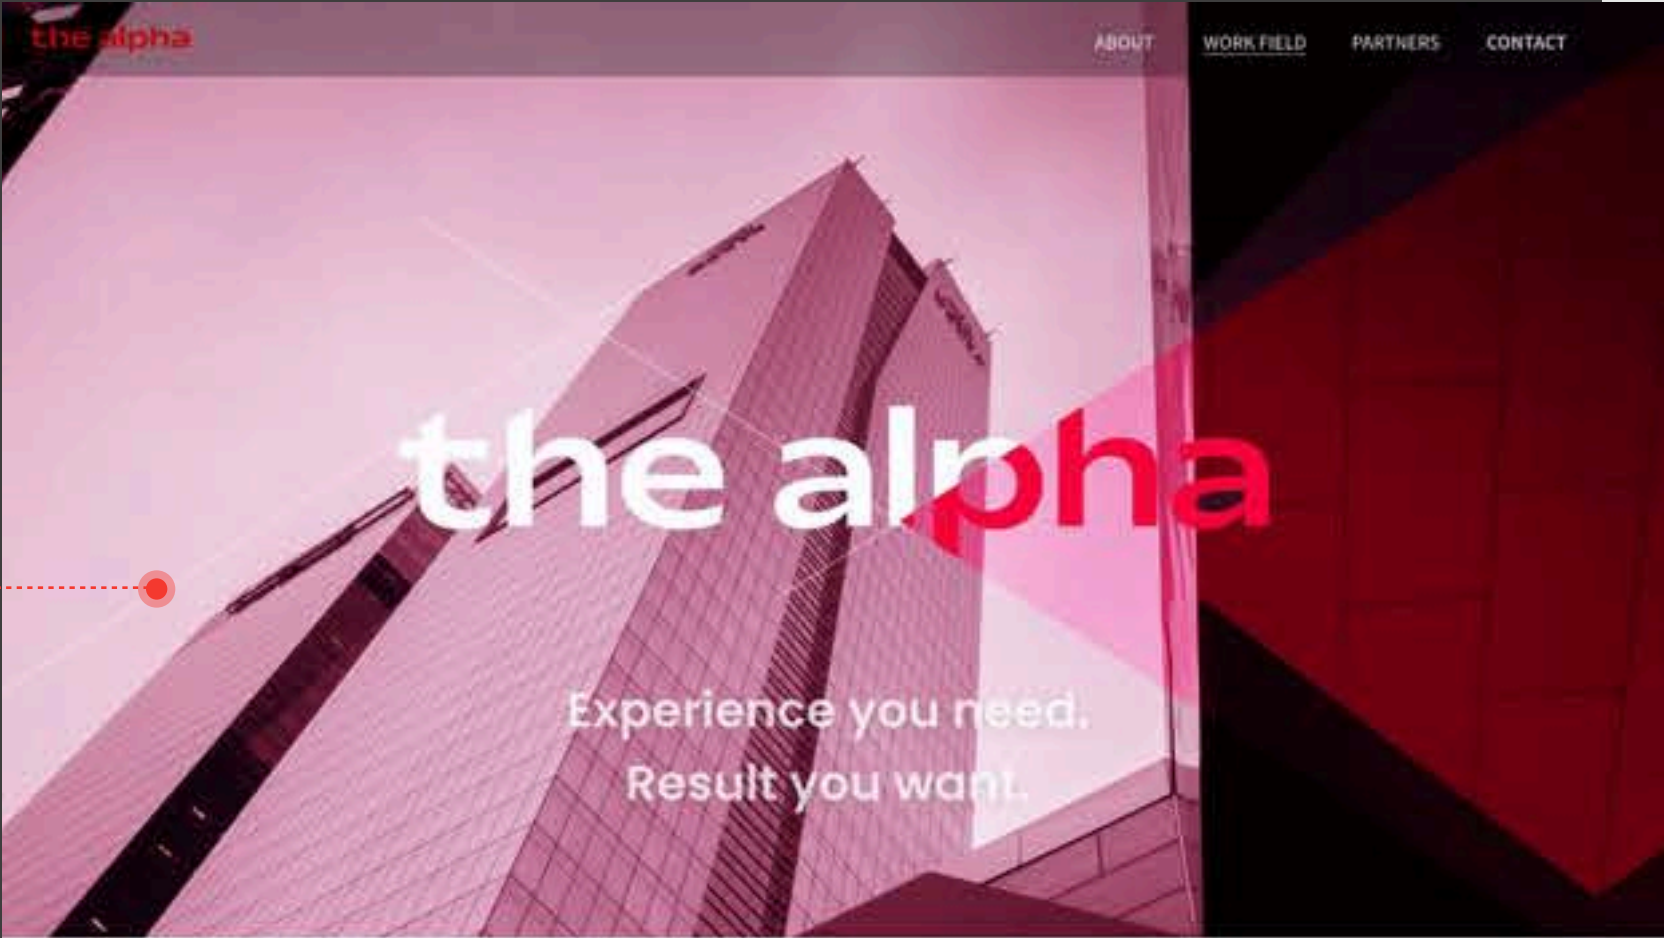 the alpha
ABOUT WORK FIELD PARTNERS CONTACT
the alpha
Experience you need.
Result you want.